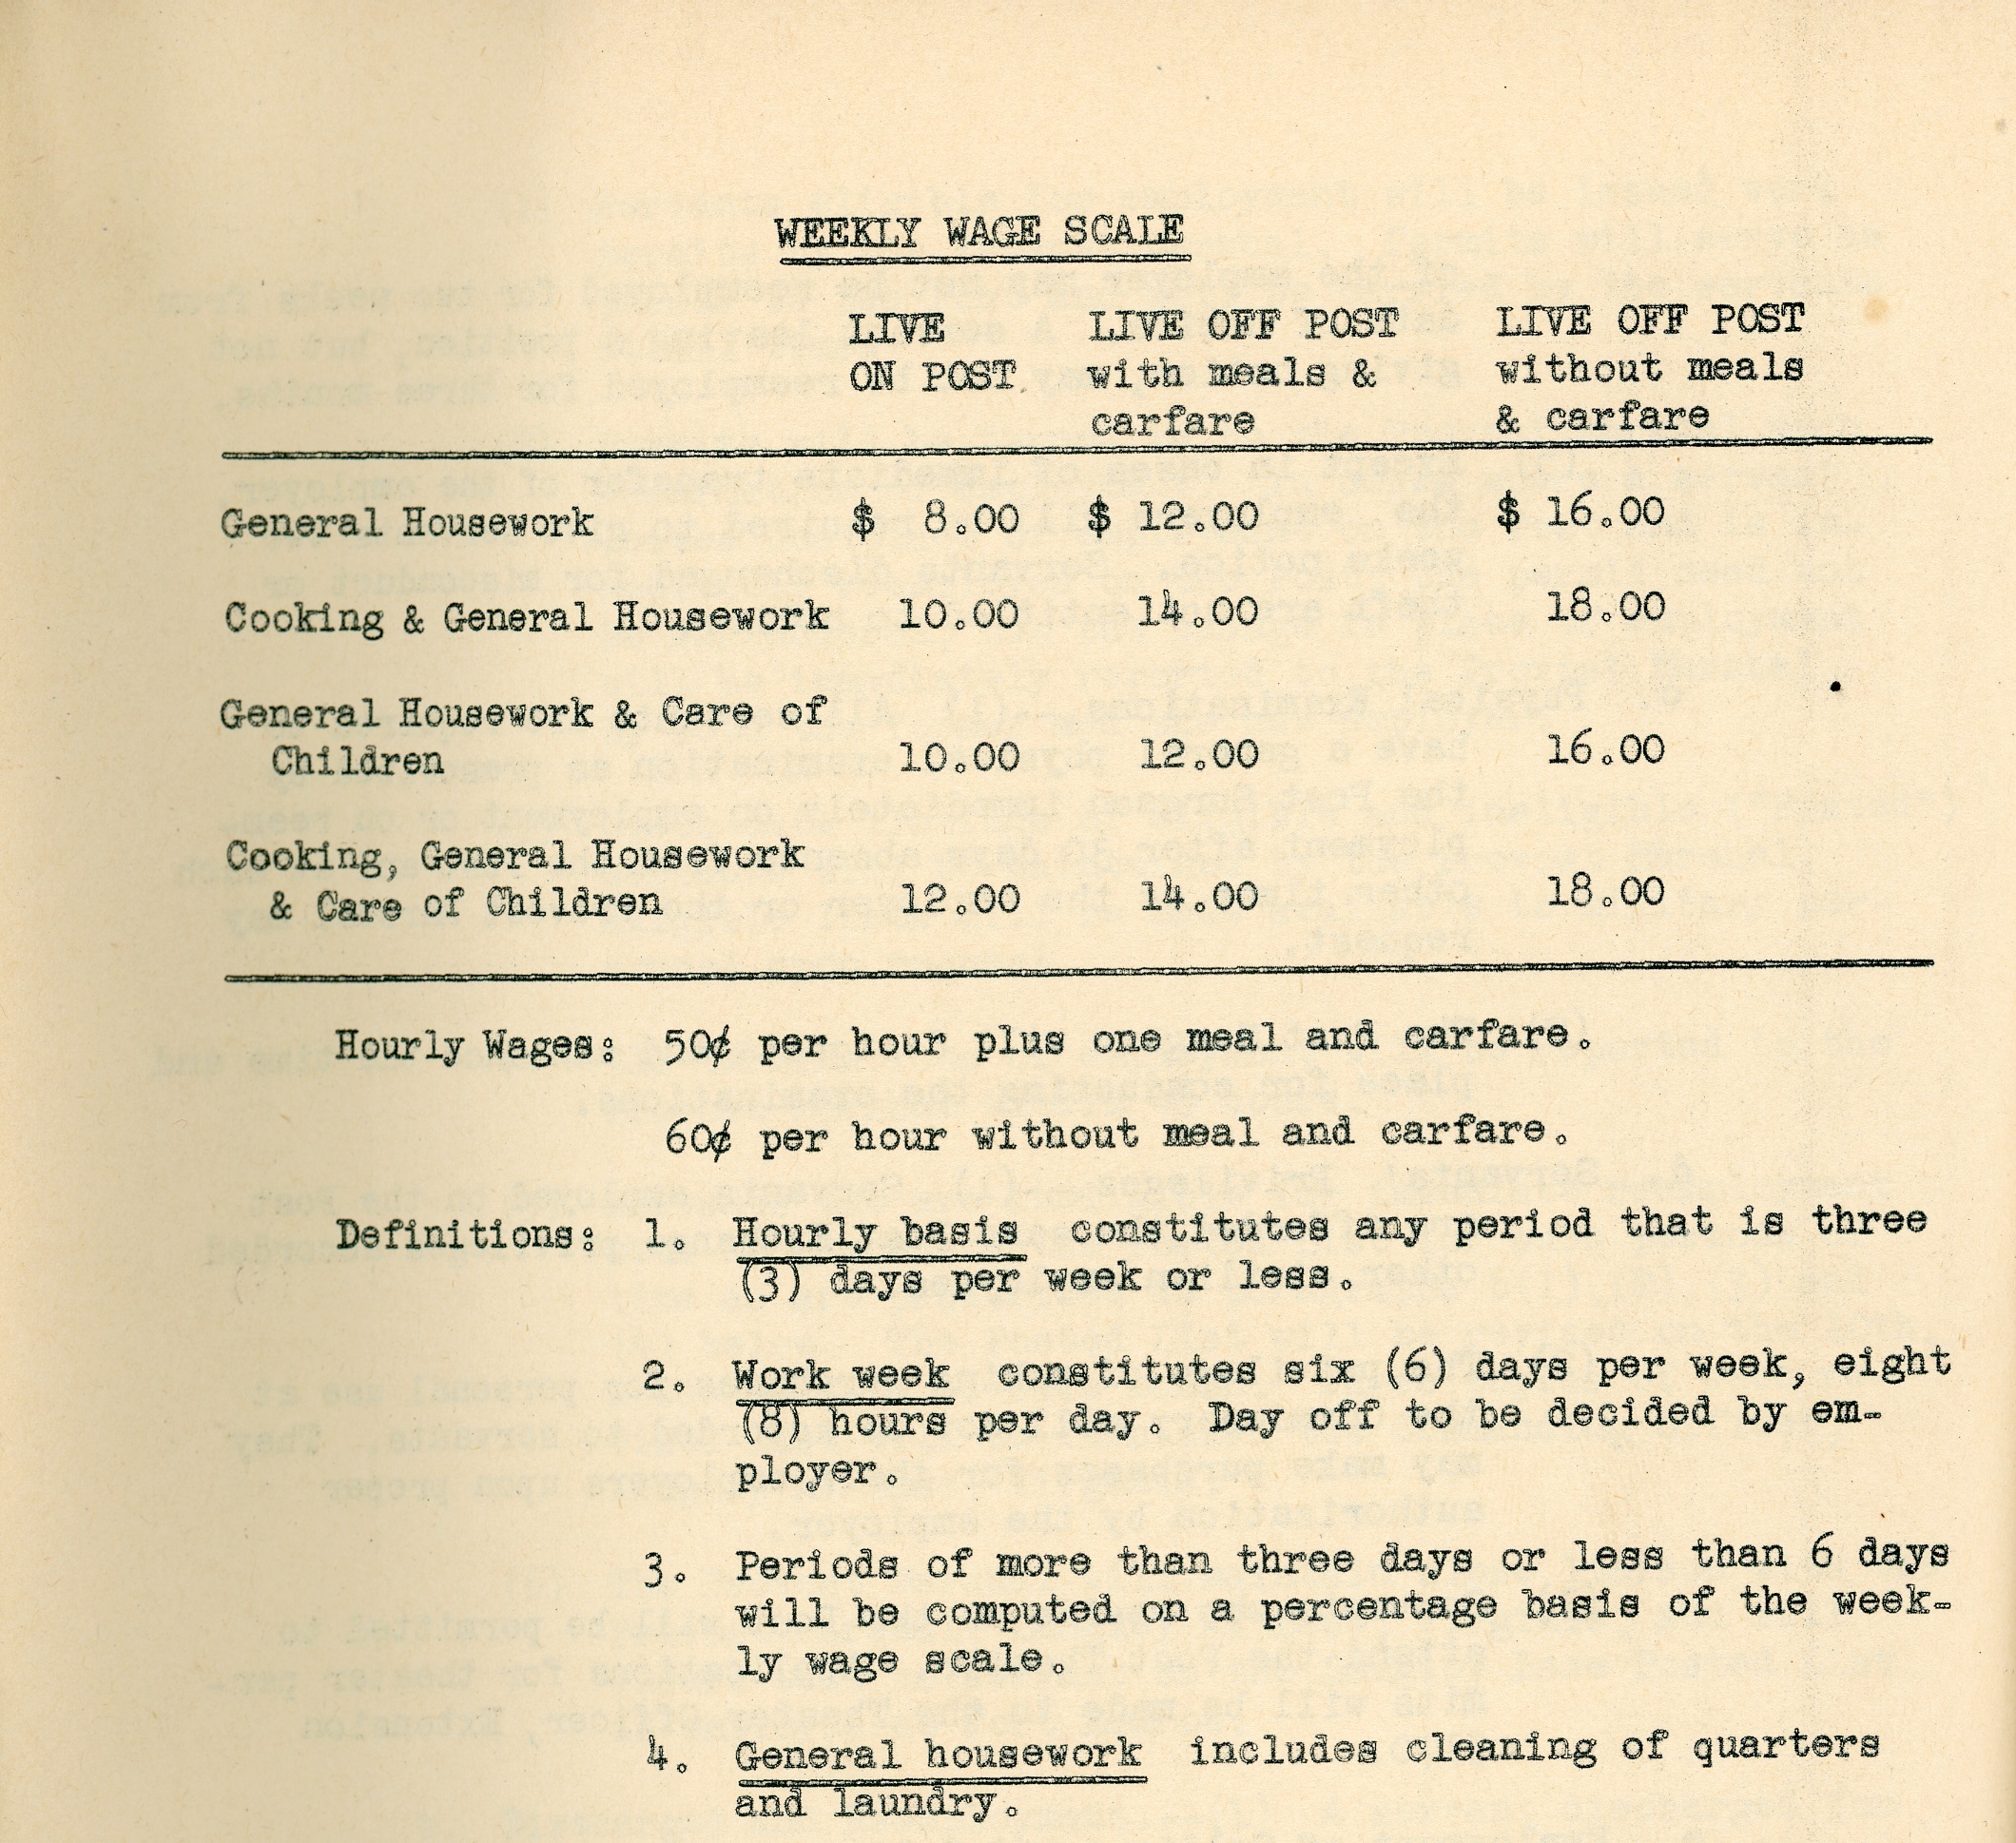 WEEKLY WAGE SCALE
LIVE ON POST
LIVE OFF POST with meals & carfare
LIVE OFF POST without meals & carfare
General Housework $ 8.00 $ 12.00 $ 16.00
Cooking & General Housework 10.00 14.00 18.00
General Housework & Care of
Children 10.00 12.00 16.00
Cooking, General Housework
& Care of Children 12.00 14.00 18.00
Hourly Wages: 50¢ per hour plus one meal and carfare.
60¢ per hour without meal and carfare.
Definitions: 1. Hourly basis constitutes any period that is three
(3) days per week or less.
2. Work week constitutes six (6) days per week, eight
(8) hours per day. Day off to be decided by em-
ployer.
3. Periods of more than three days or less than 6 days
will be computed on a percentage basis of the week-
ly wage scale.
4. General housework includes cleaning of quarters
and laundry.